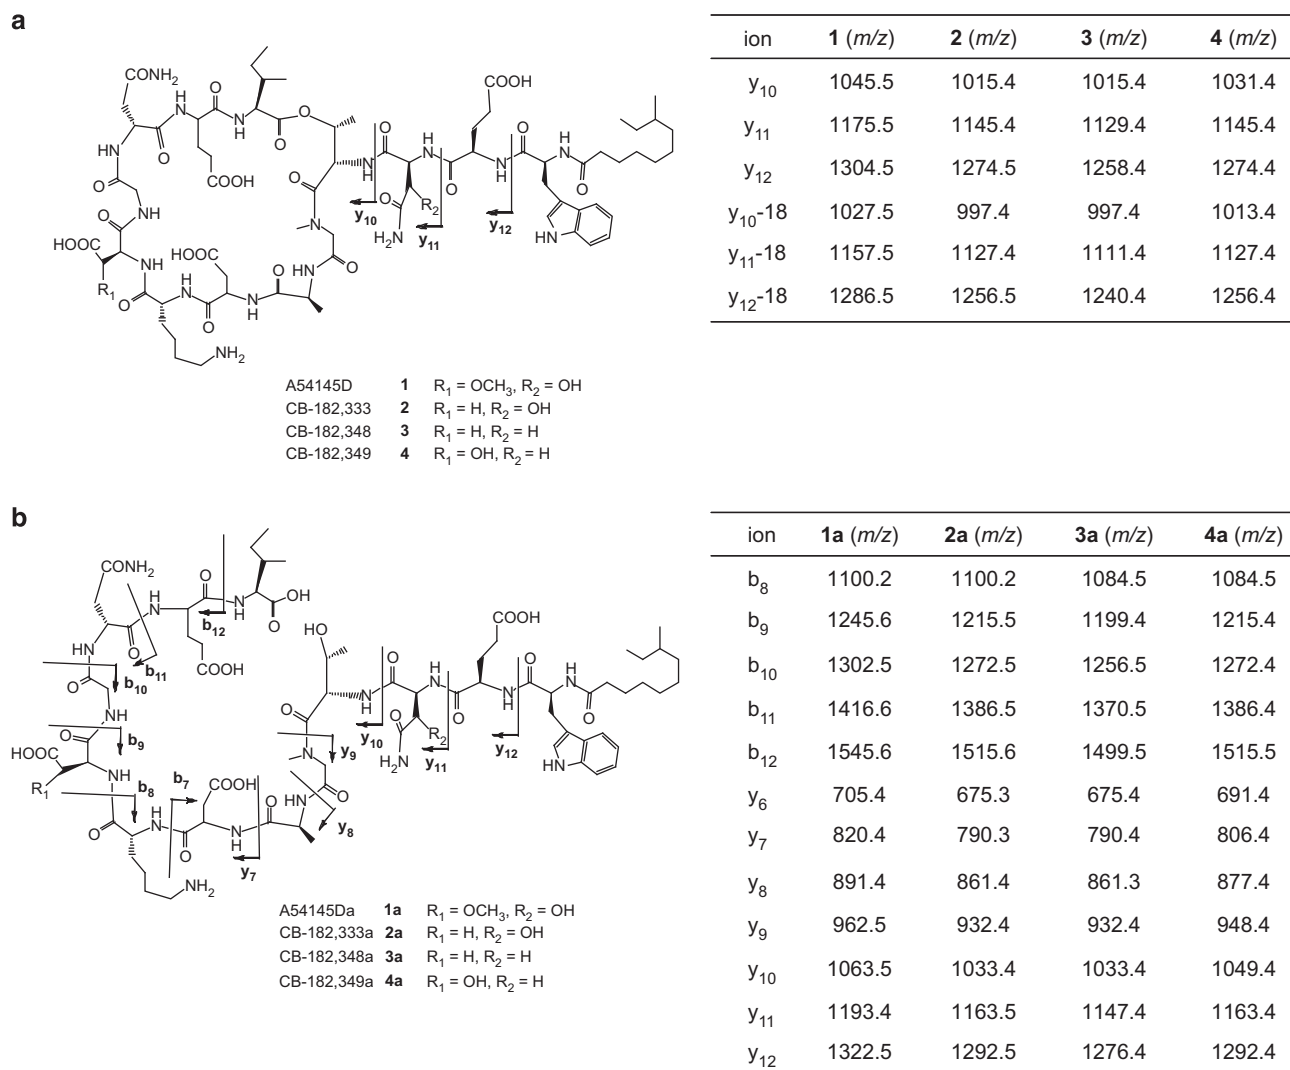 a
ion 1 (m/z) 2 (m/z) 3 (m/z) 4 (m/z)
y10 1045.5 1015.4 1015.4 1031.4
y11 1175.5 1145.4 1129.4 1145.4
y12 1304.5 1274.5 1258.4 1274.4
y10-18 1027.5 997.4 997.4 1013.4
y11-18 1157.5 1127.4 1111.4 1127.4
y12-18 1286.5 1256.5 1240.4 1256.4
CONH2
O
H
N
O
H
N
O
O
O
COOH
HN
O
COOH
O
NH
O
HOOC
R1
NH
O
H
N
O
HOOC
N
H
O
HN
O
N
O
NH
O
R2
O
H2N
H
N
O
H
N
O
H
N
O
HN
NH2
y10
y11
y12
A54145D 1 R1 = OCH3, R2 = OH
CB-182,333 2 R1 = H, R2 = OH
CB-182,348 3 R1 = H, R2 = H
CB-182,349 4 R1 = OH, R2 = H
b
ion 1a (m/z) 2a (m/z) 3a (m/z) 4a (m/z)
b8 1100.2 1100.2 1084.5 1084.5
b9 1245.6 1215.5 1199.4 1215.4
b10 1302.5 1272.5 1256.5 1272.4
b11 1416.6 1386.5 1370.5 1386.4
b12 1545.6 1515.6 1499.5 1515.5
y6 705.4 675.3 675.4 691.4
y7 820.4 790.3 790.4 806.4
y8 891.4 861.4 861.3 877.4
y9 962.5 932.4 932.4 948.4
y10 1063.5 1033.4 1033.4 1049.4
y11 1193.4 1163.5 1147.4 1163.4
y12 1322.5 1292.5 1276.4 1292.4
CONH2
O
H
N
O
N
H
OH
O
b12
COOH
HN
O
b11
b10
O
NH
b9
O
HOOC
R1
NH
b8
b7
O
H
N
O
COOH
N
H
O
HN
O
N
O
HO
y7
y8
y9
NH2
N
H
O
R2
O
H2N
H
N
O
COOH
N
H
O
H
N
O
HN
y10
y11
y12
A54145Da 1a R1 = OCH3, R2 = OH
CB-182,333a 2a R1 = H, R2 = OH
CB-182,348a 3a R1 = H, R2 = H
CB-182,349a 4a R1 = OH, R2 = H